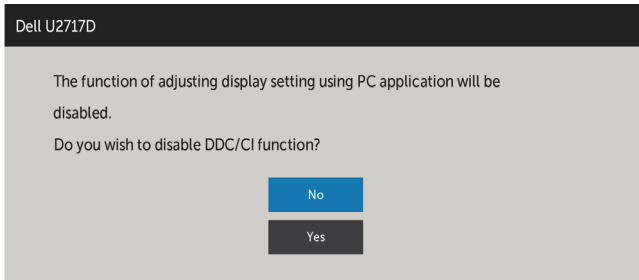 Dell U2717D
The function of adjusting display setting using PC application will be
disabled.
Do you wish to disable DDC/CI function?
No
Yes